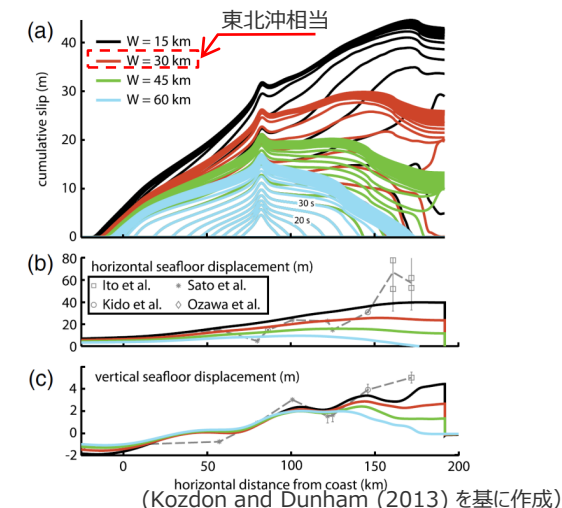 東北沖相当
(a)
40
30
20
10
0
cumulative slip (m)
W = 15 km
W = 30 km
W = 45 km
W = 60 km
30 s
20 s
(b)
80
60
40
20
0
horizontal seafloor displacement (m)
Ito et al. Sato et al.
Kido et al. Ozawa et al.
(c)
vertical seafloor displacement (m)
4
2
0
-2
0 50 100 150 200
horizontal distance from coast (km)
(Kozdon and Dunham (2013) を基に作成)